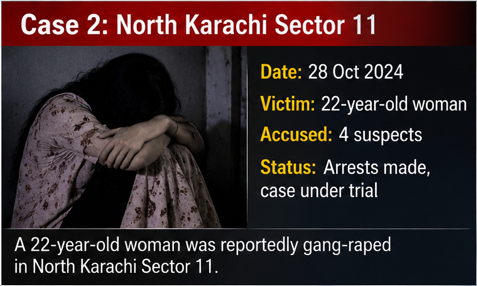 Case 2: North Karachi Sector 11
Date: 28 Oct 2024
Victim: 22-year-old woman
Accused: 4 suspects
Status: Arrests made,
case under trial
A 22-year-old woman was reportedly gang-raped
in North Karachi Sector 11.